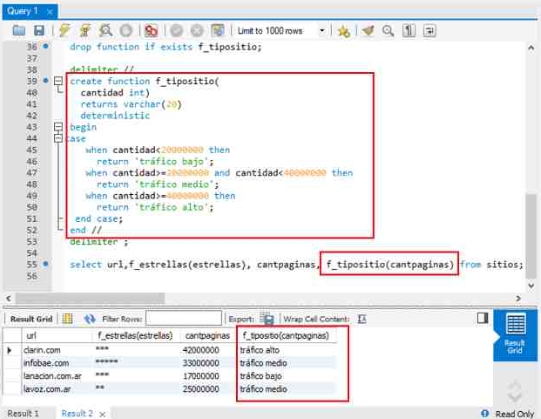 Query 1
Limit to 1000 rows
36 drop function if exists f_tipositio;
37
38 delimiter //
39 create function f_tipositio(
40 cantidad int)
41 returns varchar(20)
42 deterministic
43 begin
44 case
45 when cantidad<20000000 then
46 return 'tráfico bajo';
47 when cantidad>=20000000 and cantidad<40000000 then
48 return 'tráfico medio';
49 when cantidad>=40000000 then
50 return 'tráfico alto';
51 end case;
52 end //
53 delimiter ;
54
55 select url,f_estrellas(estrellas), cantpaginas, f_tipositio(cantpaginas) from sitios;
56
Result Grid Filter Rows: Export: Wrap Cell Content:
url f_estrellas(estrellas) cantpaginas f_tipositio(cantpaginas)
clarin.com *** 42000000 tráfico alto
infobae.com ***** 33000000 tráfico medio
lanacion.com.ar *** 17000000 tráfico bajo
lavoz.com.ar ** 25000000 tráfico medio
Result
Grid
Result 1 Result 2 Read Only